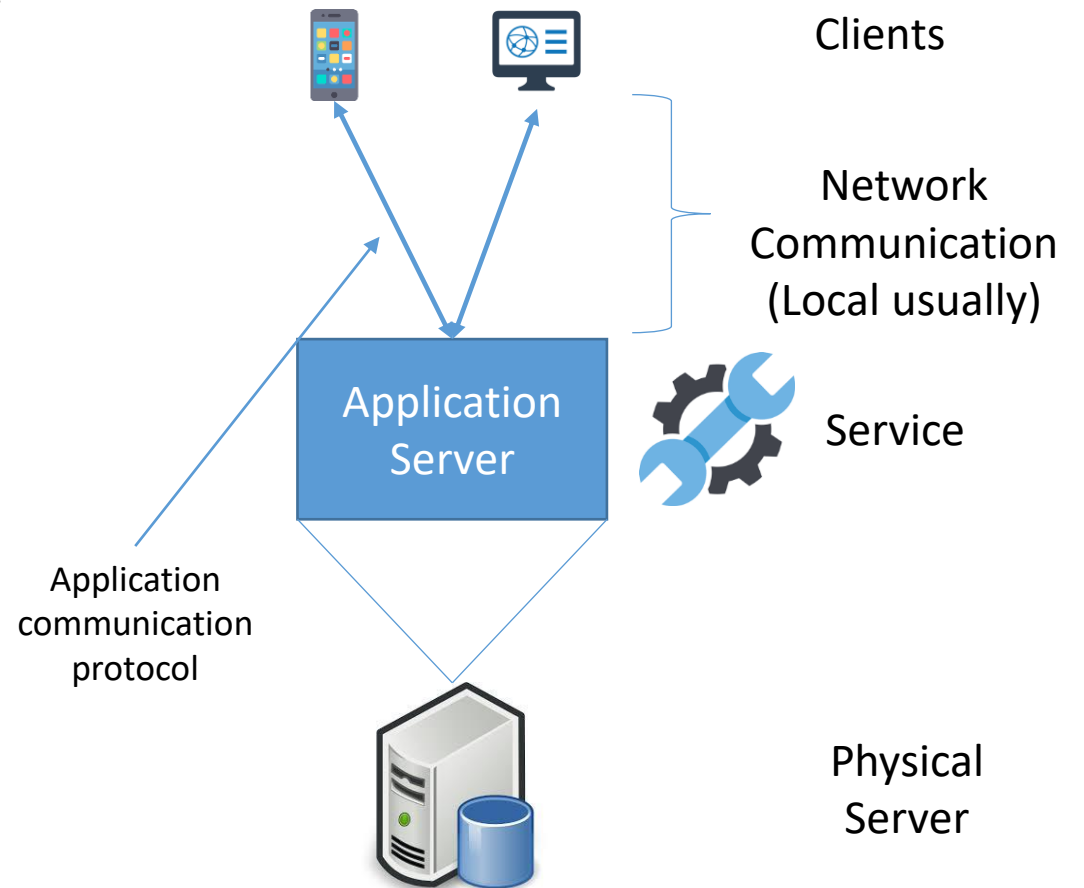 Clients
Network
Communication
(Local usually)
Application
Server
Service
Application
communication
protocol
Physical
Server